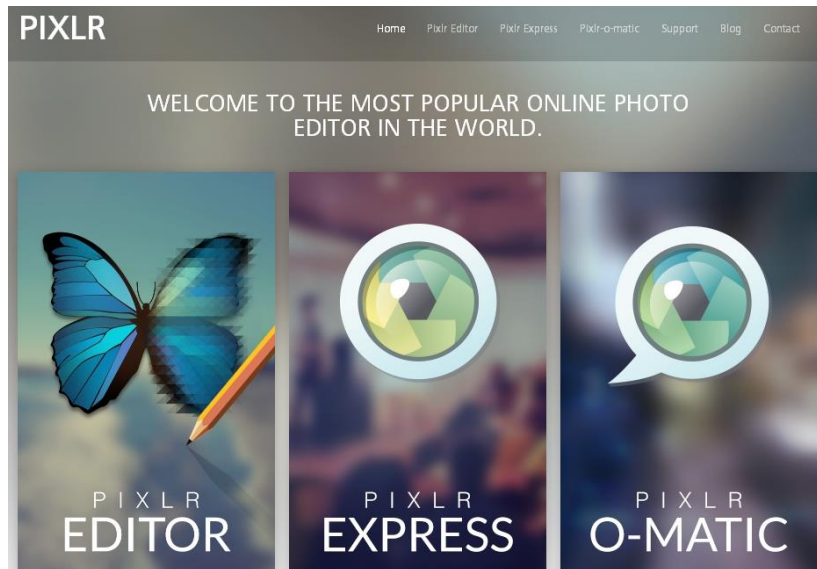 PIXLR
Home Pixlr Editor Pixlr Express Pixlr-o-matic Support Blog Contact
WELCOME TO THE MOST POPULAR ONLINE PHOTO
EDITOR IN THE WORLD.
PIXLR
EDITOR
PIXLR
EXPRESS
PIXLR
O-MATIC